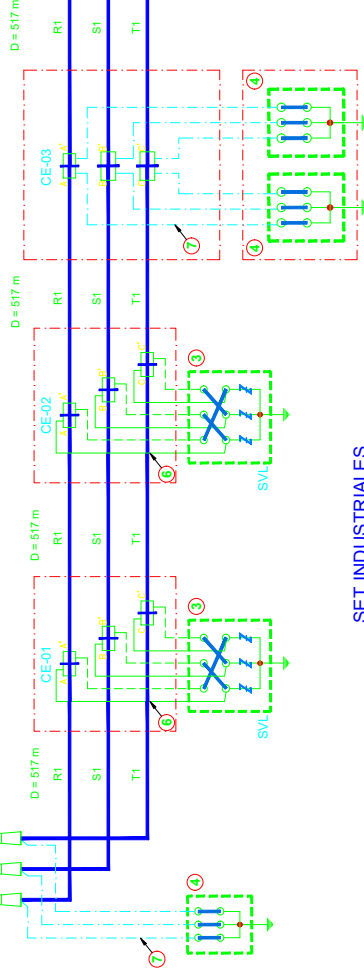 D = 517 m
R1
S1
T1
CE-03
A A'
B B'
C C'
7
4
4
D = 517 m
R1
S1
T1
CE-02
A A'
B B'
C C'
6
3
SVL
D = 517 m
R1
S1
T1
CE-01
A A'
B B'
C C'
6
3
SVL
D = 517 m
R1
S1
T1
7
4
SET INDUSTRIALES